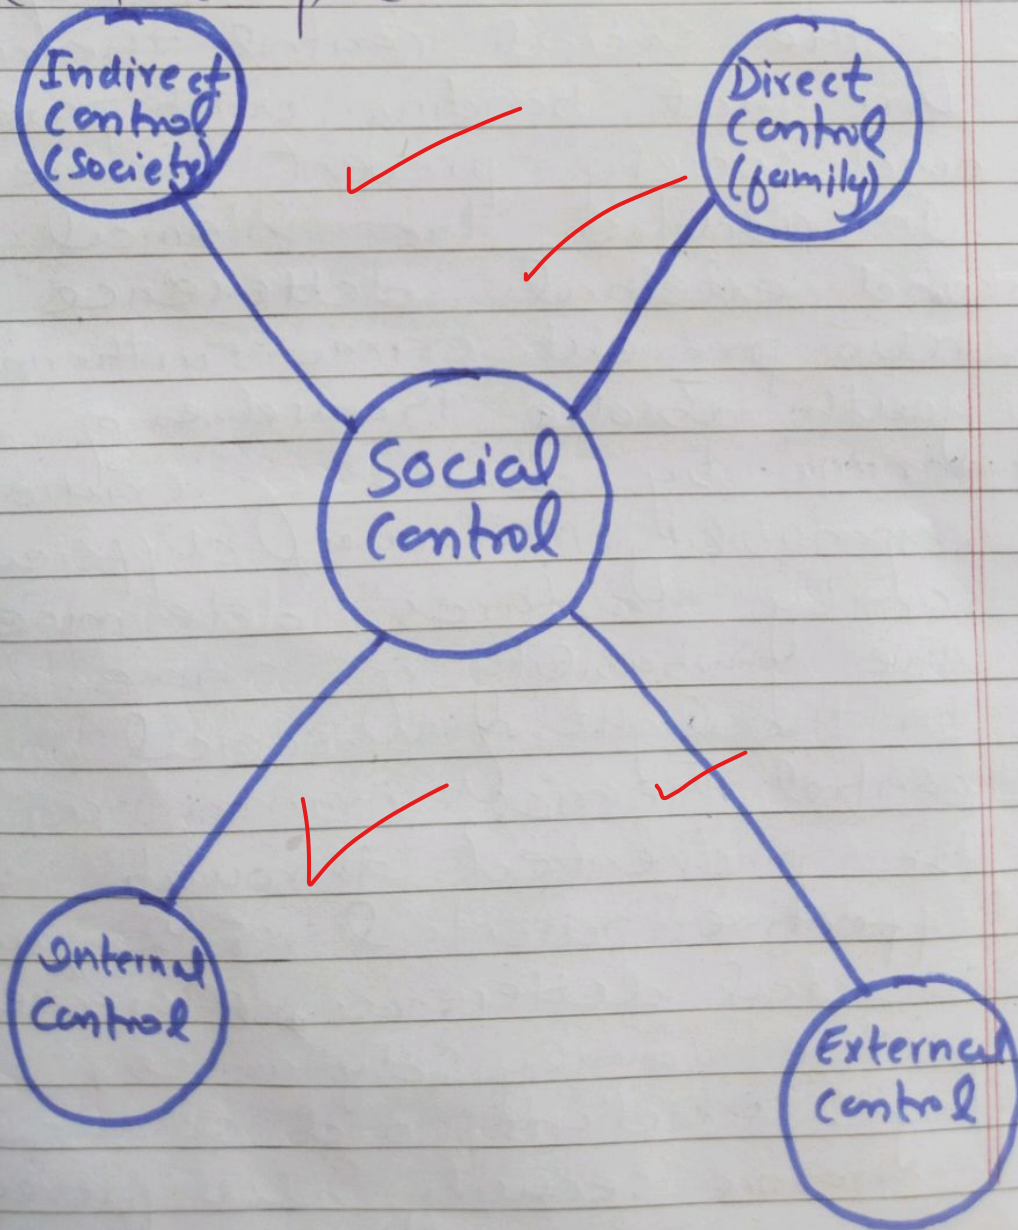 Indirect
Control
(Society)
Direct
Control
(family)
Social
Control
Internal
Control
External
Control